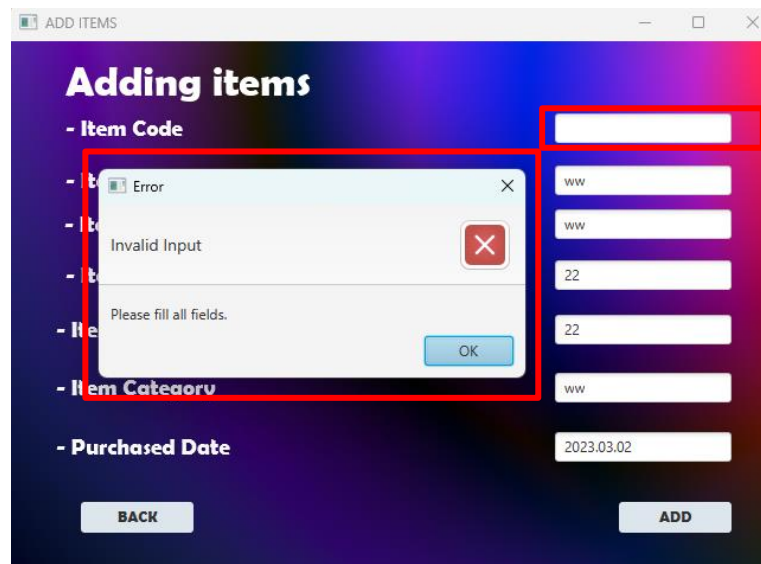 ADD ITEMS
Adding items
- Item Code
Error
ww
Invalid Input
ww
22
Please fill all fields.
22
OK
- Item Category
ww
- Purchased Date
2023.03.02
BACK
ADD